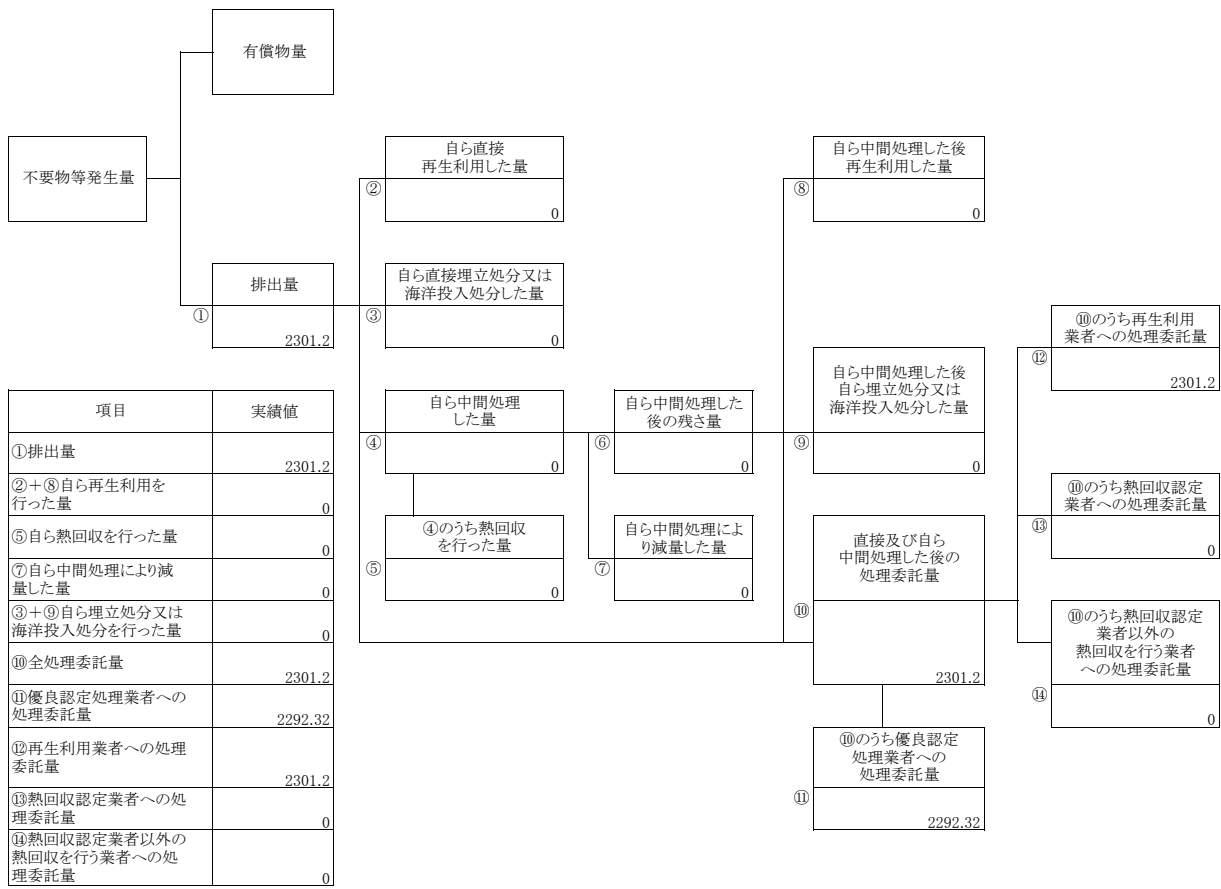 有償物量
不要物等発生量
自ら直接
再生利用した量
②
0
自ら中間処理した後
再生利用した量
⑧
0
排出量
①
2301.2
自ら直接埋立処分又は
海洋投入処分した量
③
0
⑩のうち再生利用
業者への処理委託量
⑫
2301.2
自ら中間処理
した量
④
0
自ら中間処理した
後の残さ量
⑥
0
自ら中間処理した後
自ら埋立処分又は
海洋投入処分した量
⑨
0
④のうち熱回収
を行った量
⑤
0
自ら中間処理によ
り減量した量
⑦
0
直接及び自ら
中間処理した後の
処理委託量
⑩
2301.2
⑩のうち熱回収認定
業者への処理委託量
⑬
0
⑩のうち熱回収認定
業者以外の
熱回収を行う業者
への処理委託量
⑭
0
⑩のうち優良認定
処理業者への
処理委託量
⑪
2292.32
項目 実績値
①排出量
2301.2
②+⑧自ら再生利用を
行った量
0
⑤自ら熱回収を行った量
0
⑦自ら中間処理により減
量した量
0
③+⑨自ら埋立処分又は
海洋投入処分を行った量
0
⑩全処理委託量
2301.2
⑪優良認定処理業者への
処理委託量
2292.32
⑫再生利用業者への処理
委託量
2301.2
⑬熱回収認定業者への処
理委託量
0
⑭熱回収認定業者以外の
熱回収を行う業者への処
理委託量
0